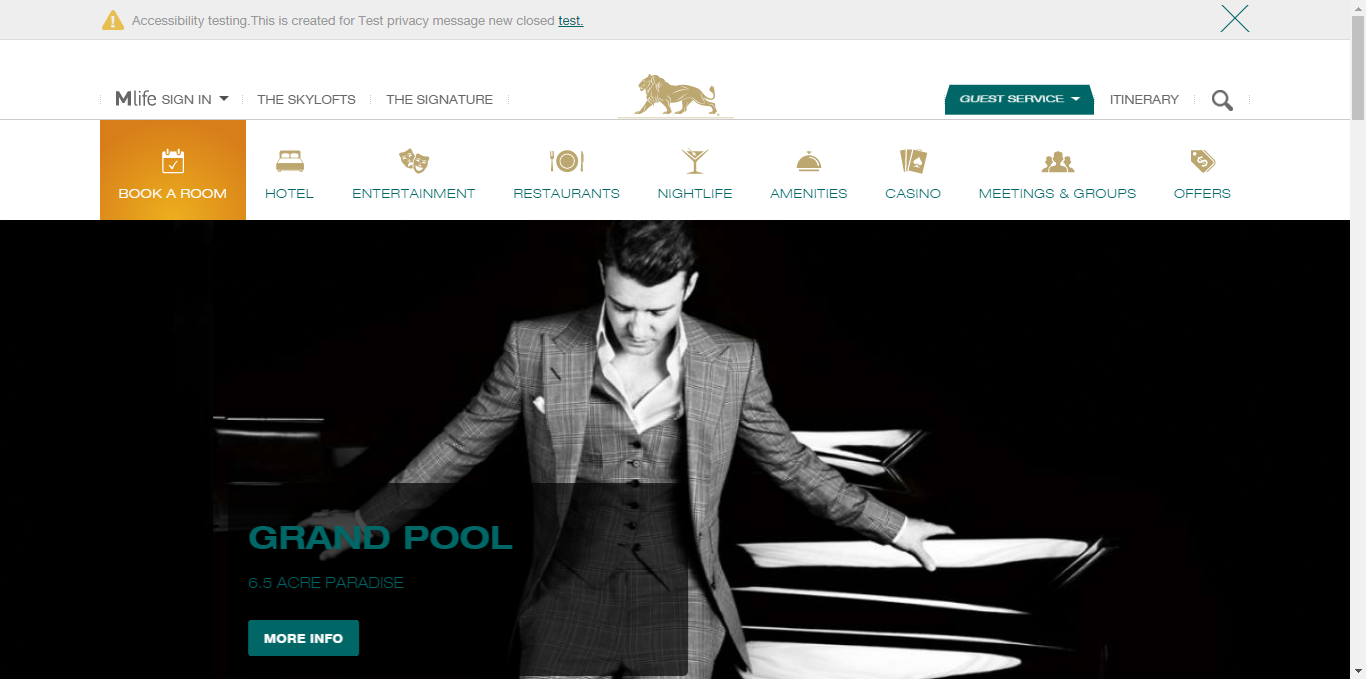 Accessibility testing.This is created for Test privacy message new closed test.
Mlife SIGN IN THE SKYLOFTS THE SIGNATURE GUEST SERVICE ITINERARY
BOOK A ROOM HOTEL ENTERTAINMENT RESTAURANTS NIGHTLIFE AMENITIES CASINO MEETINGS & GROUPS OFFERS
GRAND POOL
6.5 ACRE PARADISE
MORE INFO